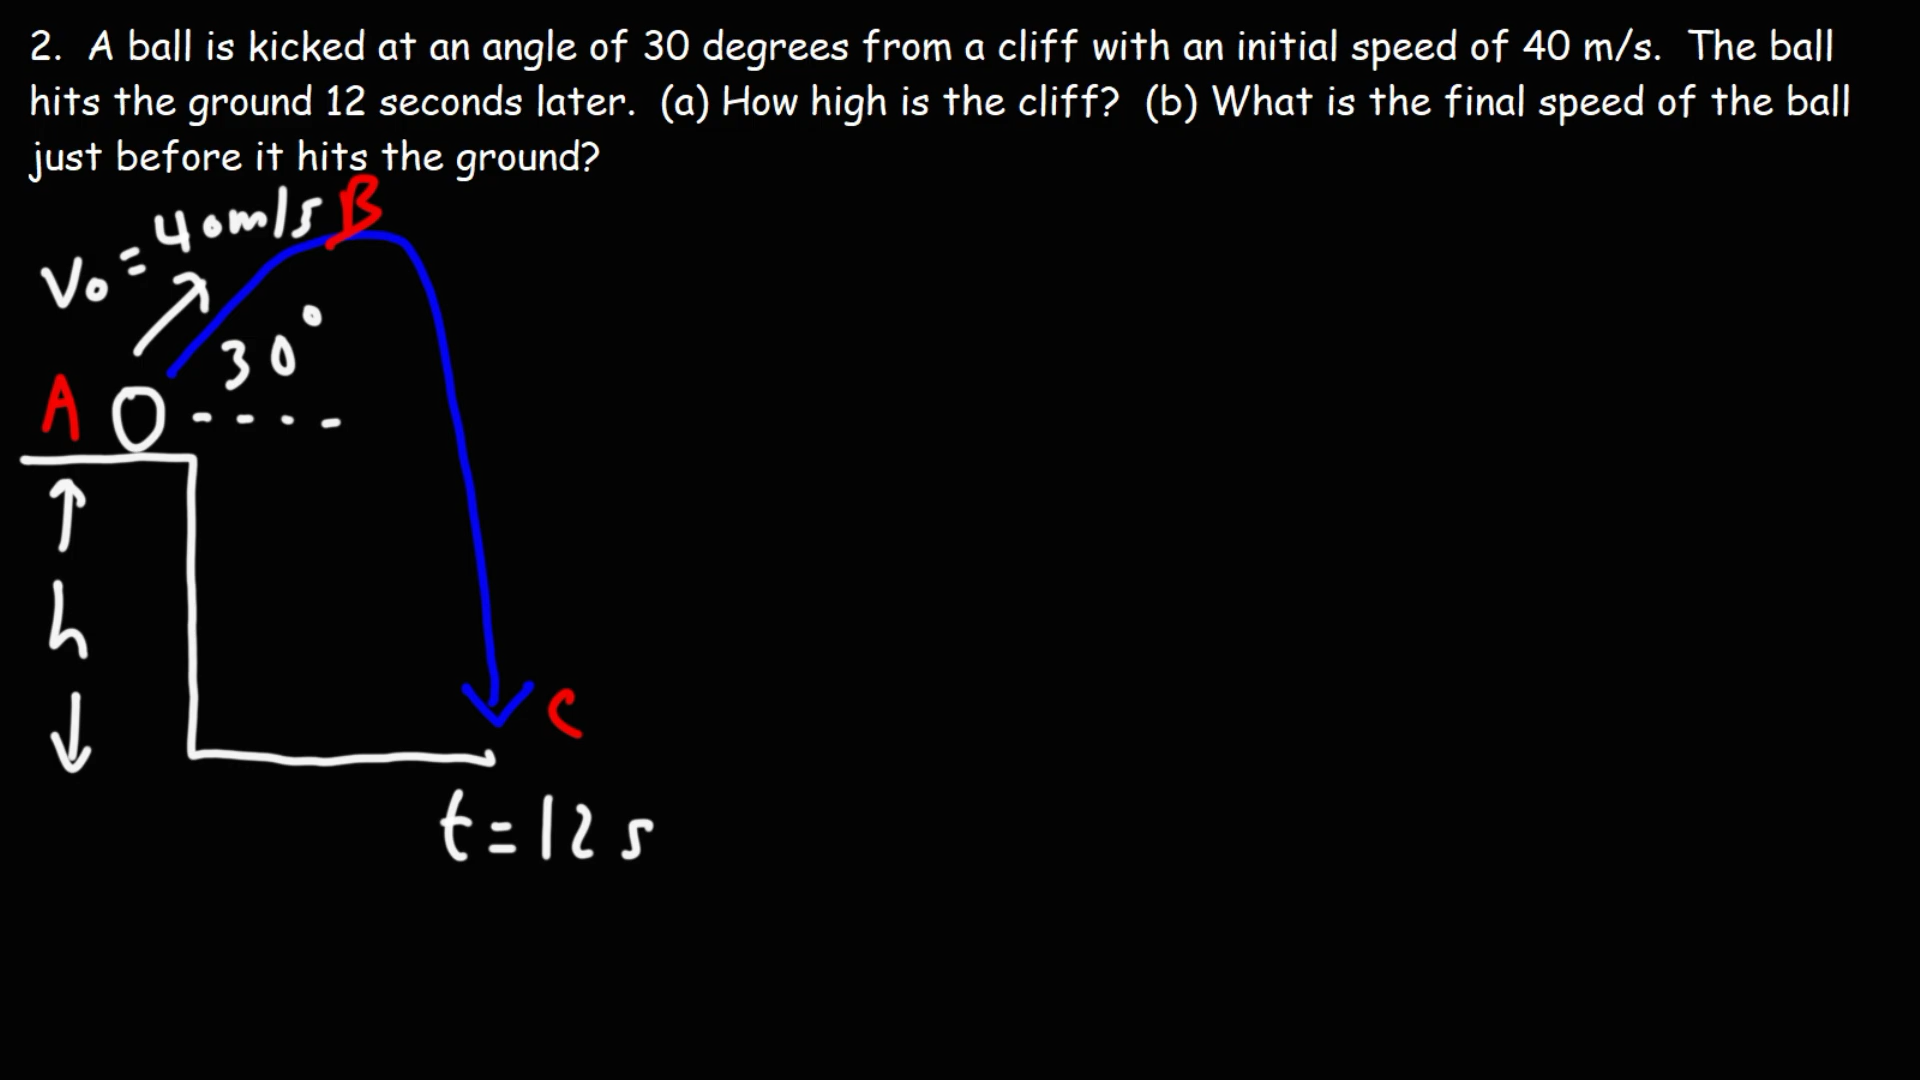 2. A ball is kicked at an angle of 30 degrees from a cliff with an initial speed of 40 m/s. The ball
hits the ground 12 seconds later. (a) How high is the cliff? (b) What is the final speed of the ball
just before it hits the ground?
Vo = 40m/s B
30°
A
h
C
t = 12 s